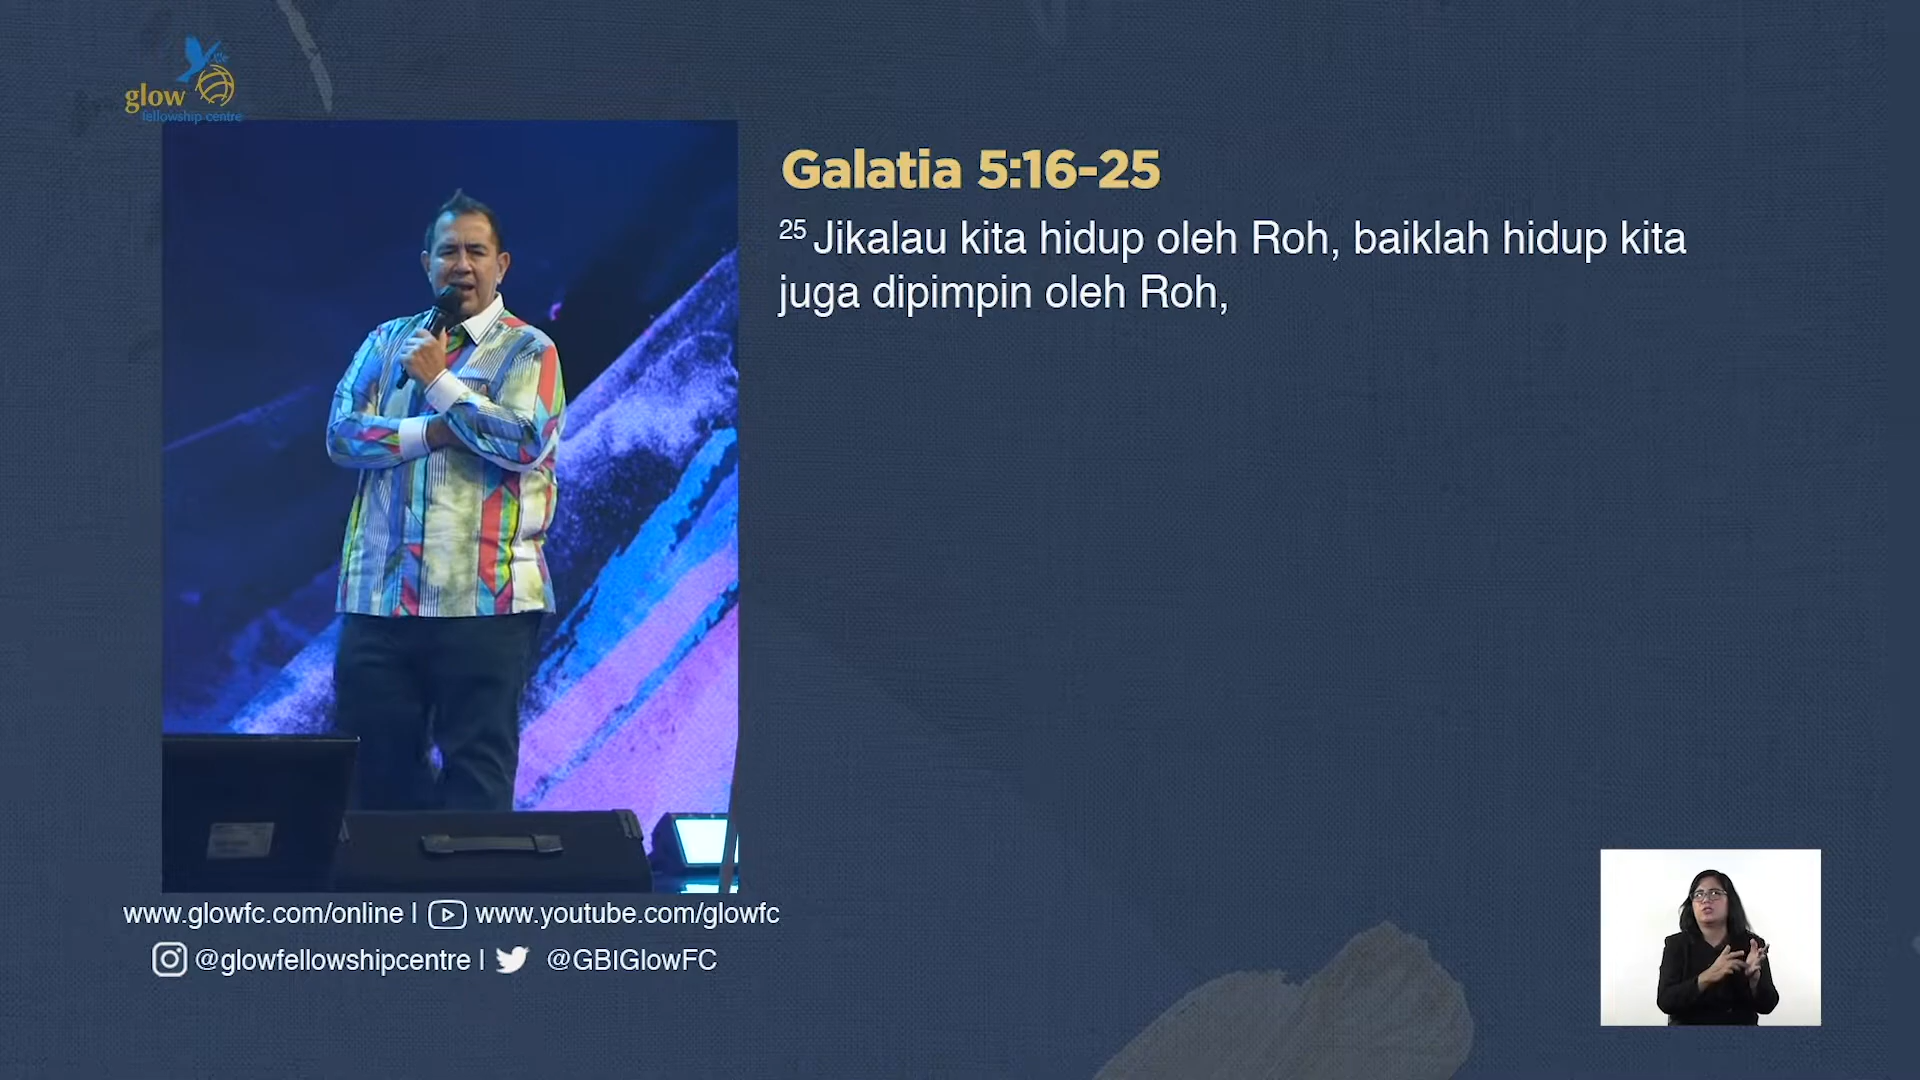 glow
fellowship centre
Galatia 5:16-25
25 Jikalau kita hidup oleh Roh, baiklah hidup kita
juga dipimpin oleh Roh,
www.glowfc.com/online | www.youtube.com/glowfc
@glowfellowshipcentre | @GBIGlowFC